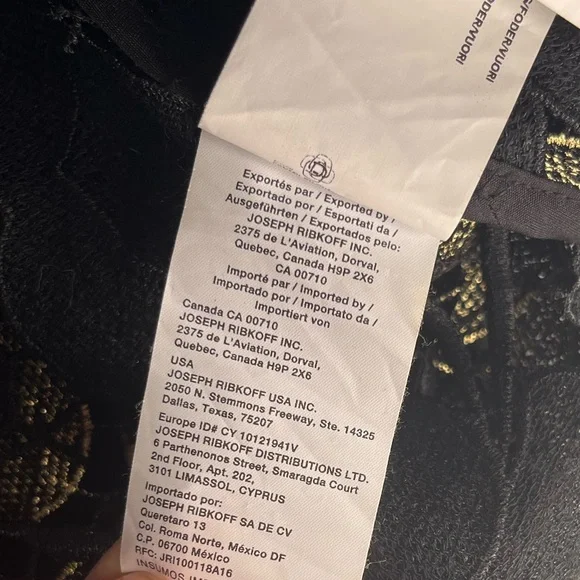 S/FODER/VUORI
/FODER/VUORI
Exportés par / Exported by /
Exportado por / Esportati da /
Ausgeführten / Exportados pelo:
JOSEPH RIBKOFF INC.
2375 de L'Aviation, Dorval,
Quebec, Canada H9P 2X6
CA 00710
Importé par / Imported by /
Importado por / Importato da /
Importiert von
Canada CA 00710
JOSEPH RIBKOFF INC.
2375 de L'Aviation, Dorval,
Quebec, Canada H9P 2X6
USA
JOSEPH RIBKOFF USA INC.
2050 N. Stemmons Freeway, Ste. 14325
Dallas, Texas, 75207
Europe ID# CY 10121941V
JOSEPH RIBKOFF DISTRIBUTIONS LTD.
6 Parthenonos Street, Smaragda Court
2nd Floor, Apt. 202,
3101 LIMASSOL, CYPRUS
Importado por:
JOSEPH RIBKOFF SA DE CV
Queretaro 13
Col. Roma Norte, México DF
C.P. 06700 México
RFC: JRI100118A16
INSUMOS